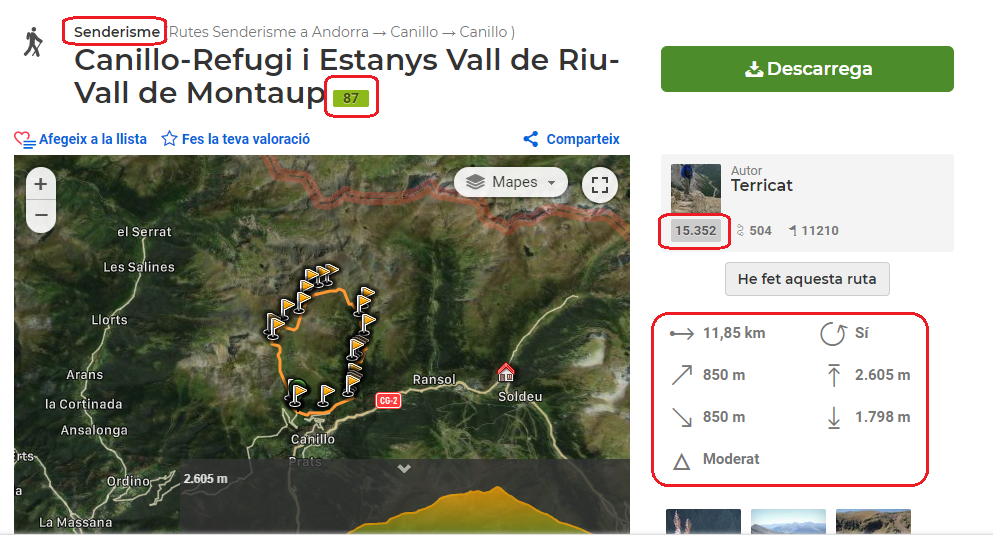 Senderisme (Rutes Senderisme a Andorra → Canillo → Canillo )
Canillo-Refugi i Estanys Vall de Riu-
Vall de Montaup 87
Descarrega
Afegeix a la llista
Fes la teva valoració
Comparteix
+
−
Mapes
el Serrat
Les Salines
Llorts
Arans
la Cortinada
Ansalonga
Erts
a
Ordino
La Massana
Ransol
CG-2
Soldeu
Canillo
Prats
2.605 m
Autor
Terricat
15.352 504 11210
He fet aquesta ruta
11,85 km Sí
850 m 2.605 m
850 m 1.798 m
Moderat